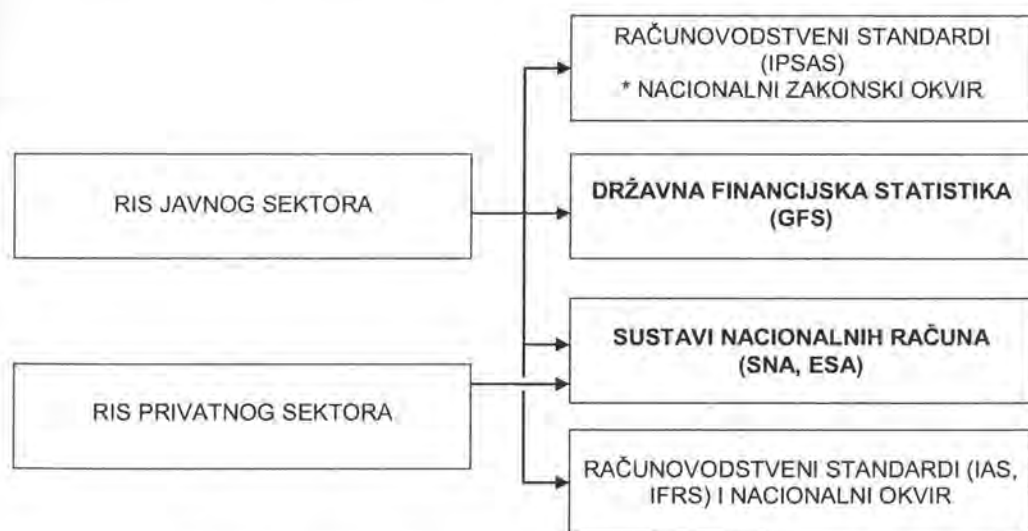 RAČUNOVODSTVENI STANDARDI
(IPSAS)
* NACIONALNI ZAKONSKI OKVIR
RIS JAVNOG SEKTORA
DRŽAVNA FINANCIJSKA STATISTIKA
(GFS)
SUSTAVI NACIONALNIH RAČUNA
(SNA, ESA)
RIS PRIVATNOG SEKTORA
RAČUNOVODSTVENI STANDARDI (IAS,
IFRS) I NACIONALNI OKVIR